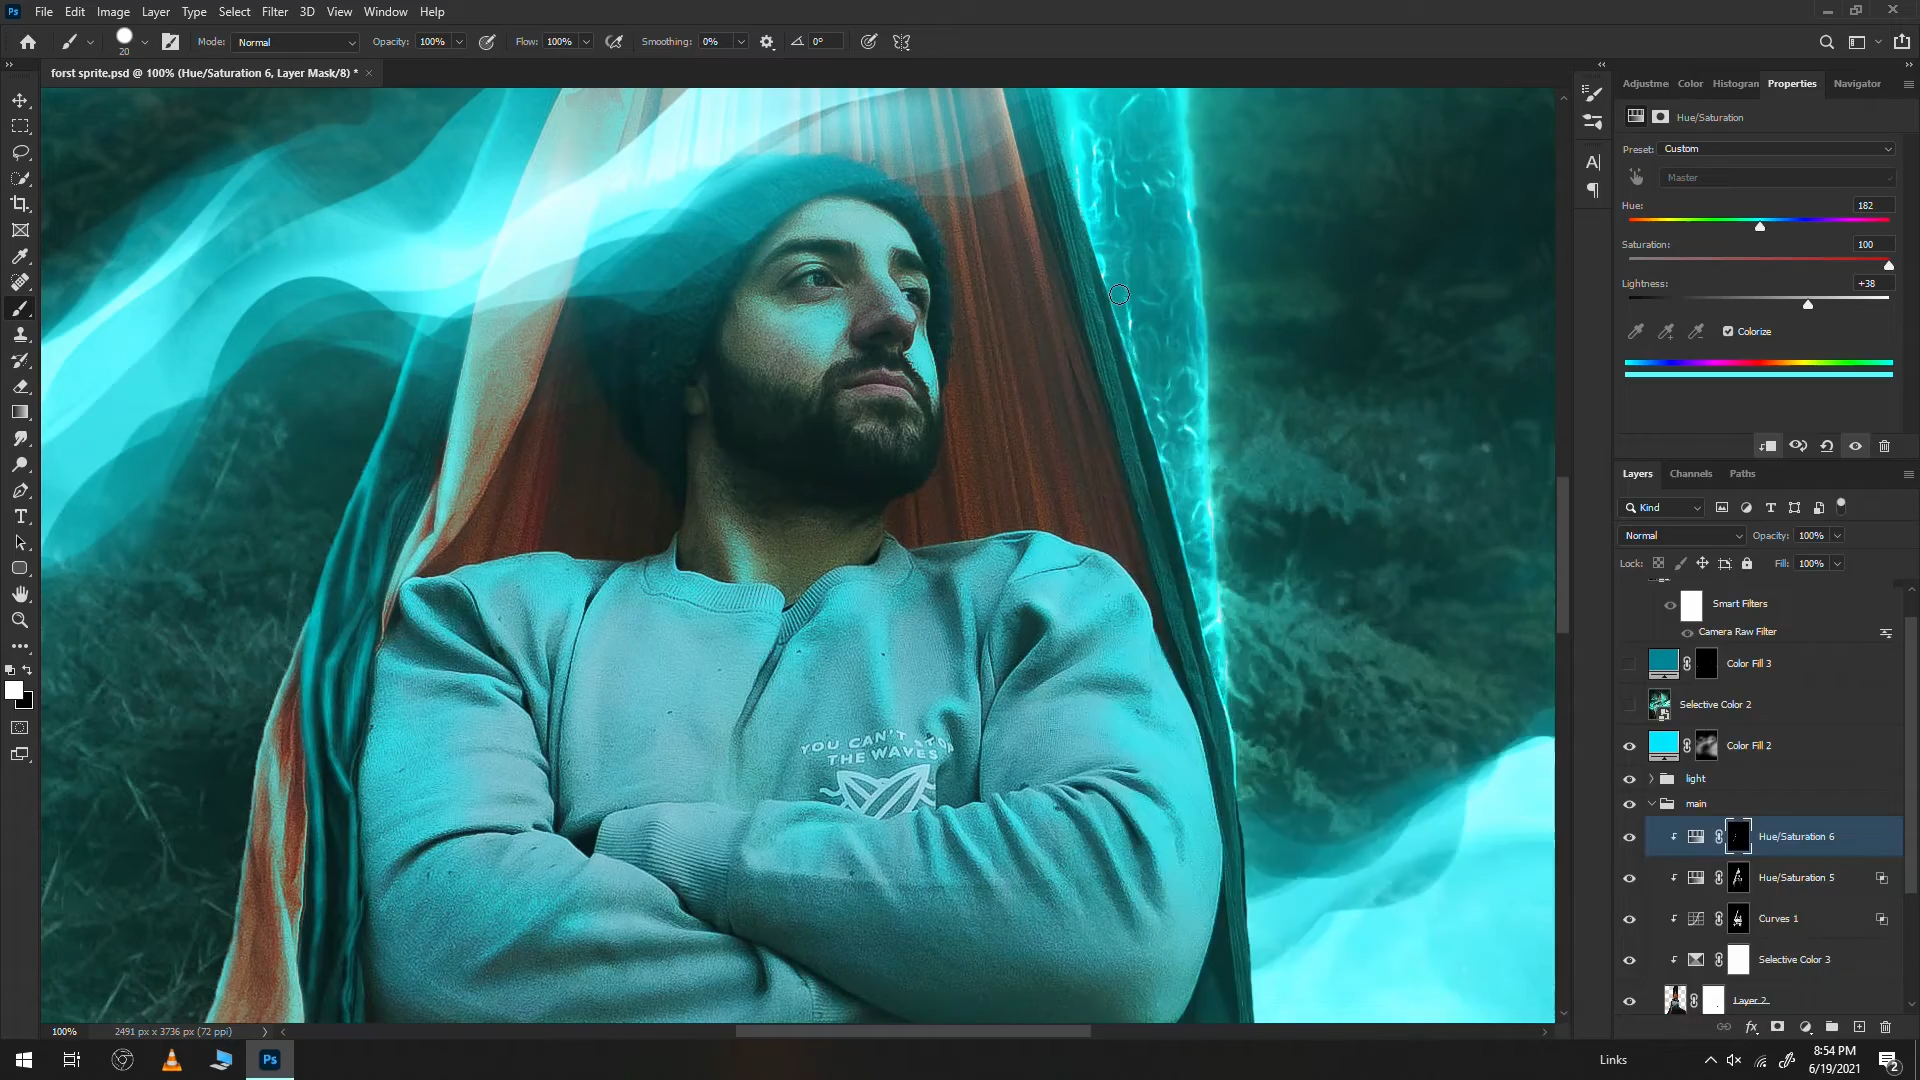 Ps File Edit Image Layer Type Select Filter 3D View Window Help
20 Mode: Normal Opacity: 100% Flow: 100% Smoothing: 0% 0°
forst sprite.psd @ 100% (Hue/Saturation 6, Layer Mask/8) *
Adjustme Color Histogran Properties Navigator
Hue/Saturation
Preset: Custom
Master
Hue: 182
Saturation: 100
Lightness: +38
Colorize
Layers Channels Paths
Kind
Normal Opacity: 100%
Lock: Fill: 100%
Smart Filters
Camera Raw Filter
Color Fill 3
Selective Color 2
Color Fill 2
light
main
Hue/Saturation 6
Hue/Saturation 5
Curves 1
Selective Color 3
Layer 2
YOU CAN'T STOP
THE WAVES
100% 2491 px x 3736 px (72 ppi)
Ps
Links
8:54 PM
6/19/2021
2